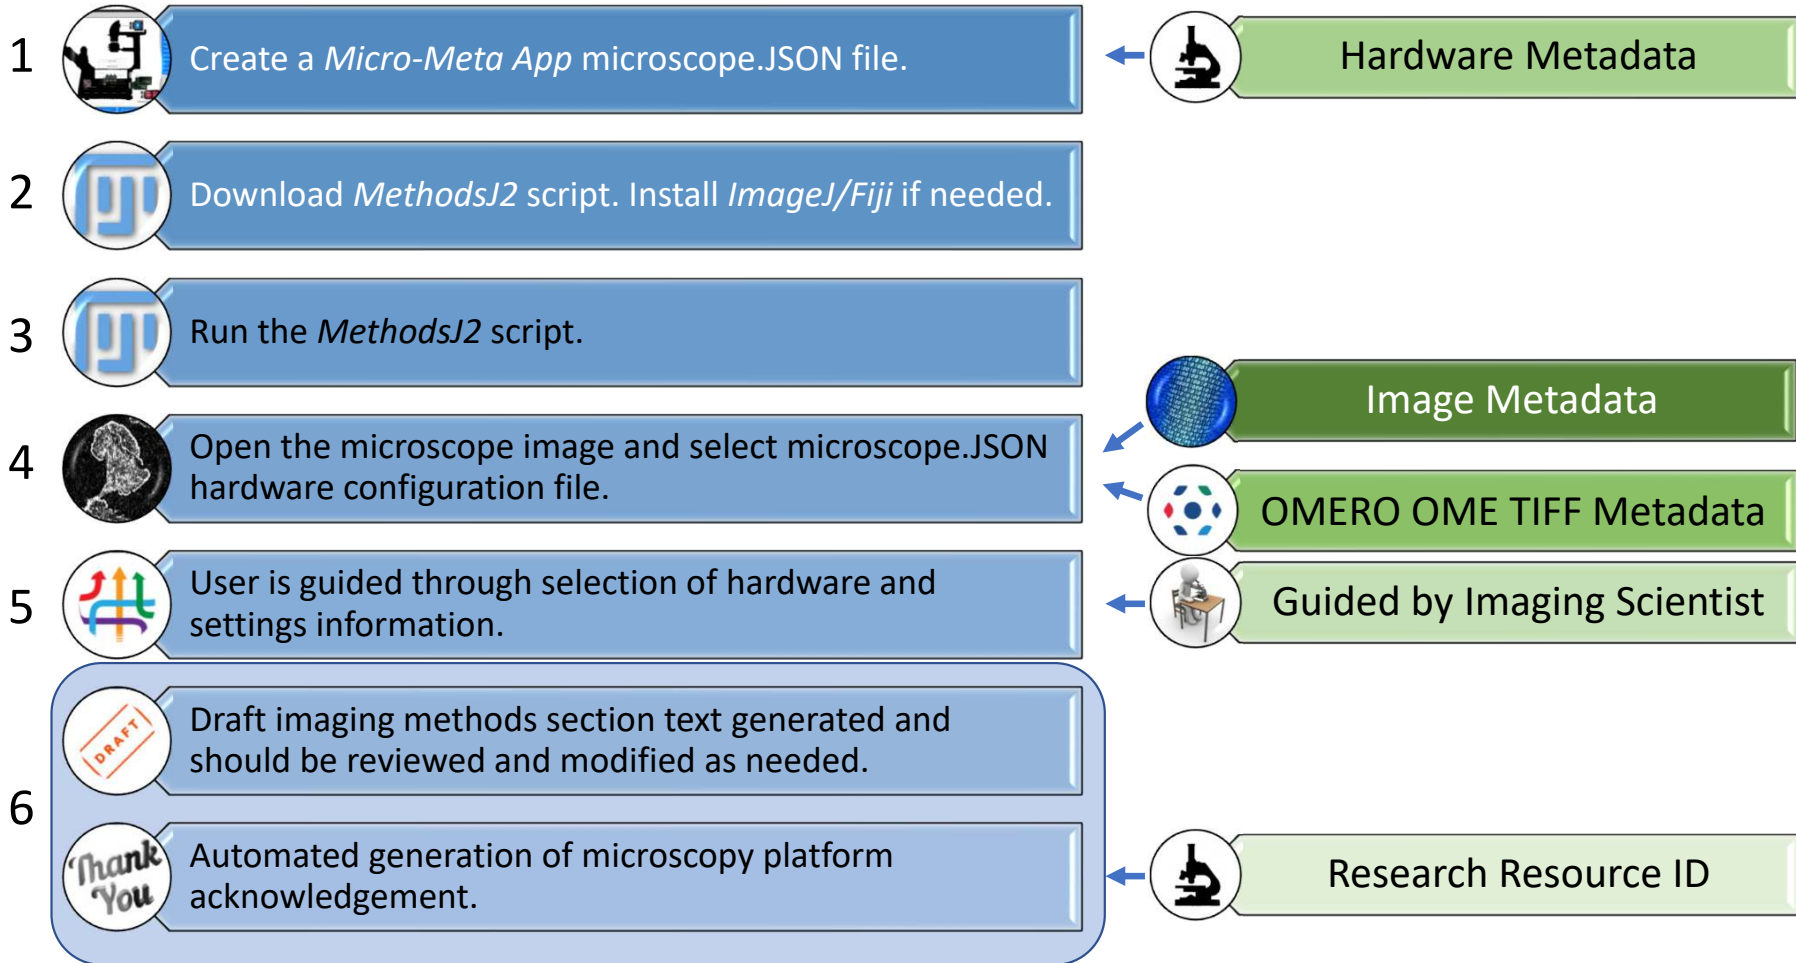 1
Create a Micro-Meta App microscope.JSON file.
Hardware Metadata
2
Download MethodsJ2 script. Install ImageJ/Fiji if needed.
3
Run the MethodsJ2 script.
Image Metadata
4
Open the microscope image and select microscope.JSON
hardware configuration file.
OMERO OME TIFF Metadata
5
User is guided through selection of hardware and
settings information.
Guided by Imaging Scientist
6
DRAFT
Draft imaging methods section text generated and
should be reviewed and modified as needed.
Thank
You
Automated generation of microscopy platform
acknowledgement.
Research Resource ID